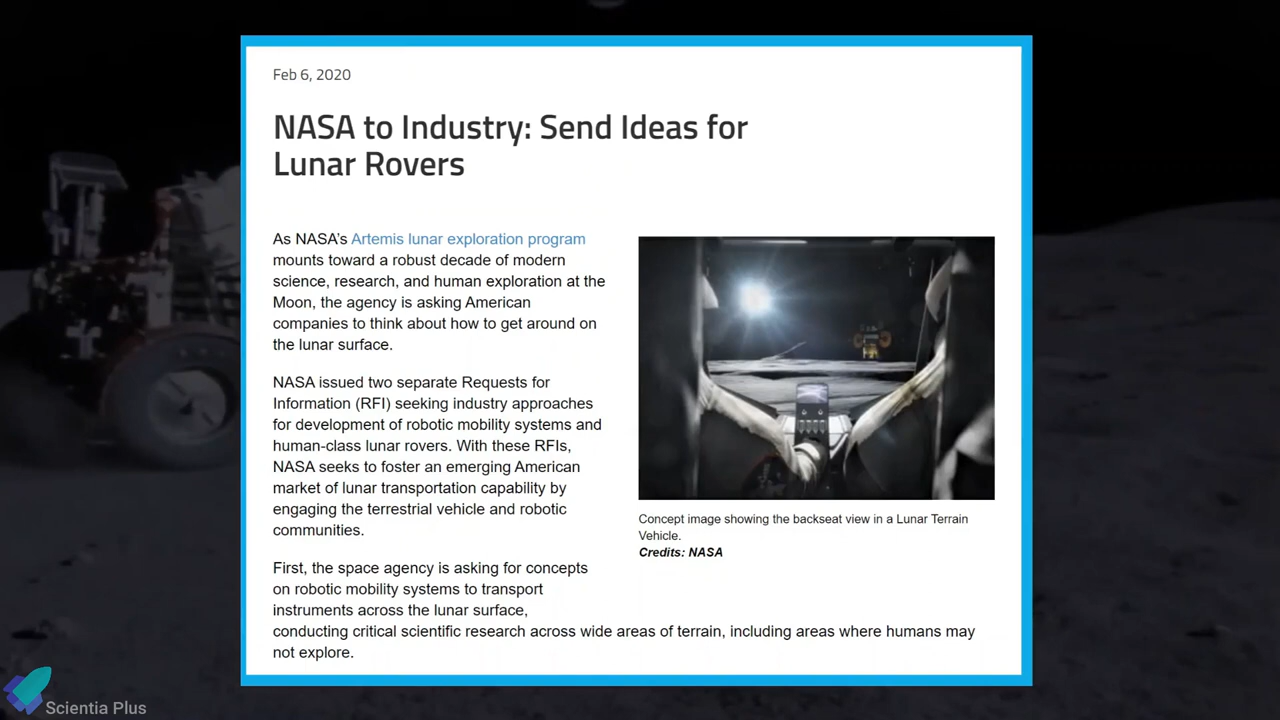 Feb 6, 2020
NASA to Industry: Send Ideas for
Lunar Rovers
As NASA’s Artemis lunar exploration program
mounts toward a robust decade of modern
science, research, and human exploration at the
Moon, the agency is asking American
companies to think about how to get around on
the lunar surface.
NASA issued two separate Requests for
Information (RFI) seeking industry approaches
for development of robotic mobility systems and
human-class lunar rovers. With these RFIs,
NASA seeks to foster an emerging American
market of lunar transportation capability by
engaging the terrestrial vehicle and robotic
communities.
First, the space agency is asking for concepts
on robotic mobility systems to transport
instruments across the lunar surface,
conducting critical scientific research across wide areas of terrain, including areas where humans may
not explore.
Concept image showing the backseat view in a Lunar Terrain
Vehicle.
Credits: NASA
Scientia Plus